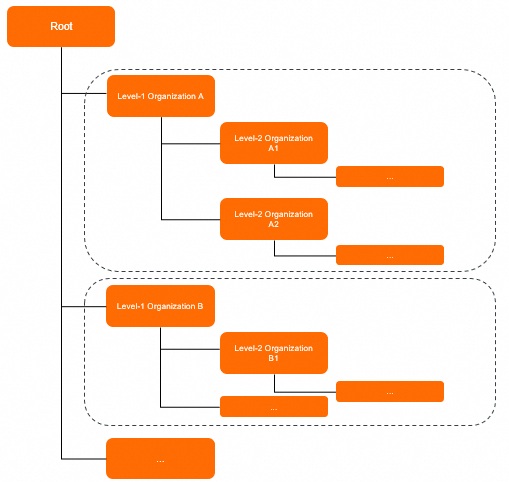 Root
Level-1 Organization A
Level-2 Organization
A1
...
Level-2 Organization
A2
...
Level-1 Organization B
Level-2 Organization
B1
...
...
...